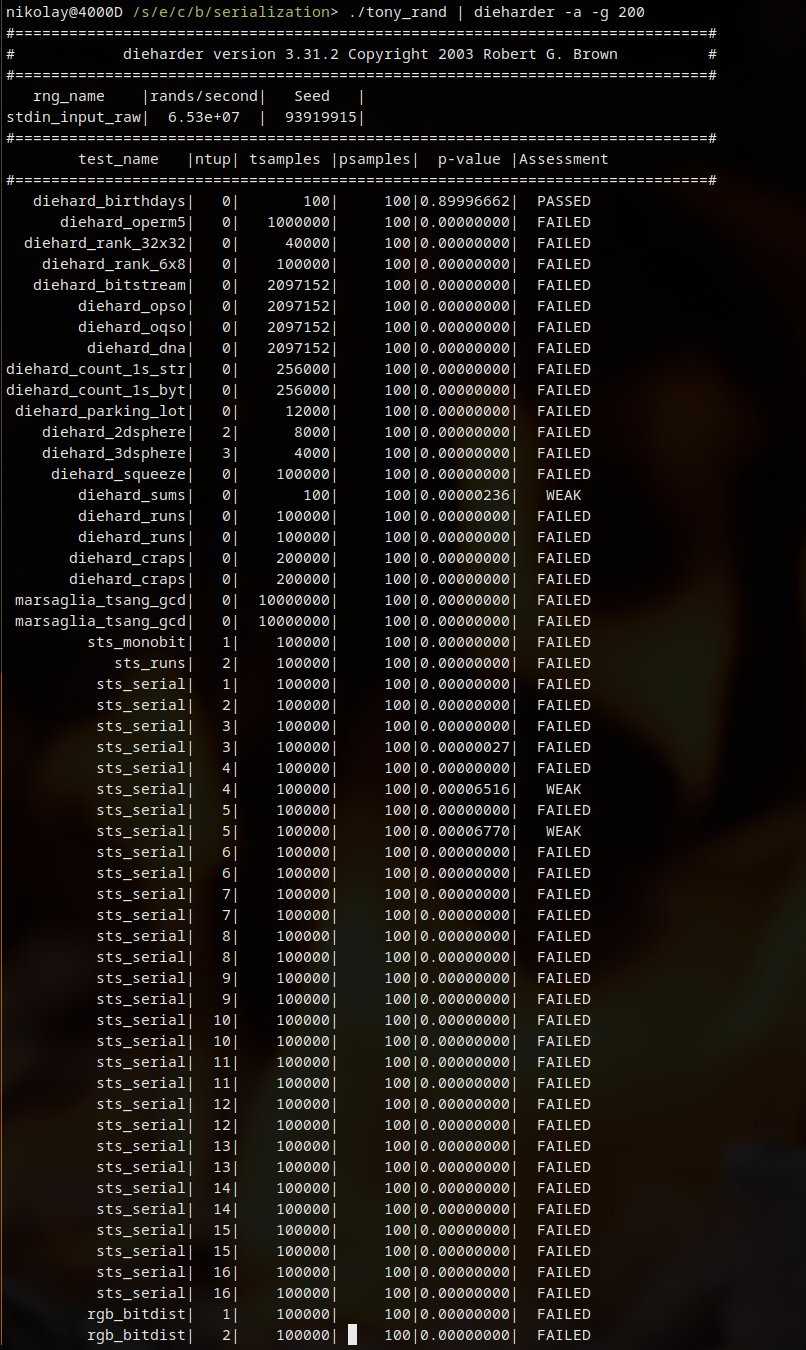 nikolay@4000D /s/e/c/b/serialization> ./tony_rand | dieharder -a -g 200
#=============================================================================#
#            dieharder version 3.31.2 Copyright 2003 Robert G. Brown          #
#=============================================================================#
   rng_name    |rands/second|   Seed   |
stdin_input_raw|  6.53e+07  |  93919915|
#=============================================================================#
        test_name   |ntup| tsamples |psamples|  p-value |Assessment
#=============================================================================#
   diehard_birthdays|   0|       100|     100|0.89996662|  PASSED
      diehard_operm5|   0|   1000000|     100|0.00000000|  FAILED
  diehard_rank_32x32|   0|     40000|     100|0.00000000|  FAILED
    diehard_rank_6x8|   0|    100000|     100|0.00000000|  FAILED
   diehard_bitstream|   0|   2097152|     100|0.00000000|  FAILED
        diehard_opso|   0|   2097152|     100|0.00000000|  FAILED
        diehard_oqso|   0|   2097152|     100|0.00000000|  FAILED
         diehard_dna|   0|   2097152|     100|0.00000000|  FAILED
diehard_count_1s_str|   0|    256000|     100|0.00000000|  FAILED
diehard_count_1s_byt|   0|    256000|     100|0.00000000|  FAILED
 diehard_parking_lot|   0|     12000|     100|0.00000000|  FAILED
    diehard_2dsphere|   2|      8000|     100|0.00000000|  FAILED
    diehard_3dsphere|   3|      4000|     100|0.00000000|  FAILED
     diehard_squeeze|   0|    100000|     100|0.00000000|  FAILED
        diehard_sums|   0|       100|     100|0.00000236|   WEAK
        diehard_runs|   0|    100000|     100|0.00000000|  FAILED
        diehard_runs|   0|    100000|     100|0.00000000|  FAILED
       diehard_craps|   0|    200000|     100|0.00000000|  FAILED
       diehard_craps|   0|    200000|     100|0.00000000|  FAILED
 marsaglia_tsang_gcd|   0|  10000000|     100|0.00000000|  FAILED
 marsaglia_tsang_gcd|   0|  10000000|     100|0.00000000|  FAILED
         sts_monobit|   1|    100000|     100|0.00000000|  FAILED
            sts_runs|   2|    100000|     100|0.00000000|  FAILED
          sts_serial|   1|    100000|     100|0.00000000|  FAILED
          sts_serial|   2|    100000|     100|0.00000000|  FAILED
          sts_serial|   3|    100000|     100|0.00000000|  FAILED
          sts_serial|   3|    100000|     100|0.00000027|  FAILED
          sts_serial|   4|    100000|     100|0.00000000|  FAILED
          sts_serial|   4|    100000|     100|0.00006516|   WEAK
          sts_serial|   5|    100000|     100|0.00000000|  FAILED
          sts_serial|   5|    100000|     100|0.00006770|   WEAK
          sts_serial|   6|    100000|     100|0.00000000|  FAILED
          sts_serial|   6|    100000|     100|0.00000000|  FAILED
          sts_serial|   7|    100000|     100|0.00000000|  FAILED
          sts_serial|   7|    100000|     100|0.00000000|  FAILED
          sts_serial|   8|    100000|     100|0.00000000|  FAILED
          sts_serial|   8|    100000|     100|0.00000000|  FAILED
          sts_serial|   9|    100000|     100|0.00000000|  FAILED
          sts_serial|   9|    100000|     100|0.00000000|  FAILED
          sts_serial|  10|    100000|     100|0.00000000|  FAILED
          sts_serial|  10|    100000|     100|0.00000000|  FAILED
          sts_serial|  11|    100000|     100|0.00000000|  FAILED
          sts_serial|  11|    100000|     100|0.00000000|  FAILED
          sts_serial|  12|    100000|     100|0.00000000|  FAILED
          sts_serial|  12|    100000|     100|0.00000000|  FAILED
          sts_serial|  13|    100000|     100|0.00000000|  FAILED
          sts_serial|  13|    100000|     100|0.00000000|  FAILED
          sts_serial|  14|    100000|     100|0.00000000|  FAILED
          sts_serial|  14|    100000|     100|0.00000000|  FAILED
          sts_serial|  15|    100000|     100|0.00000000|  FAILED
          sts_serial|  15|    100000|     100|0.00000000|  FAILED
          sts_serial|  16|    100000|     100|0.00000000|  FAILED
          sts_serial|  16|    100000|     100|0.00000000|  FAILED
         rgb_bitdist|   1|    100000|     100|0.00000000|  FAILED
         rgb_bitdist|   2|    100000|     100|0.00000000|  FAILED